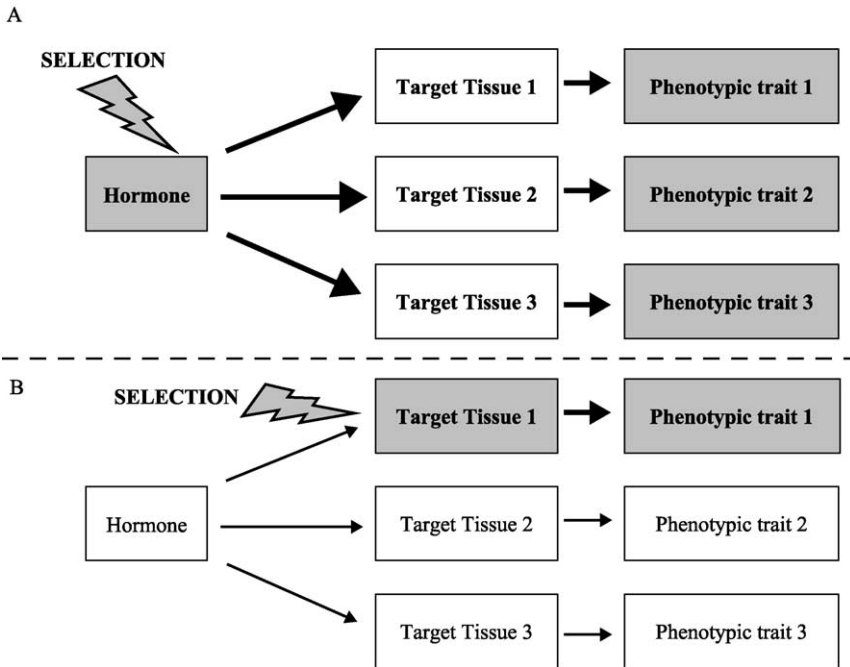 A
SELECTION
Target Tissue 1
Phenotypic trait 1
Hormone
Target Tissue 2
Phenotypic trait 2
Target Tissue 3
Phenotypic trait 3
B
SELECTION
Target Tissue 1
Phenotypic trait 1
Hormone
Target Tissue 2
Phenotypic trait 2
Target Tissue 3
Phenotypic trait 3